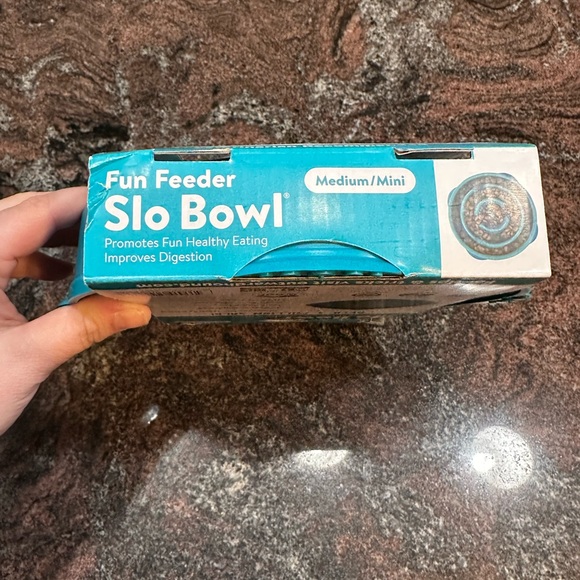 Fun Feeder
Slo Bowl®
Medium/Mini
Promotes Fun Healthy Eating
Improves Digestion